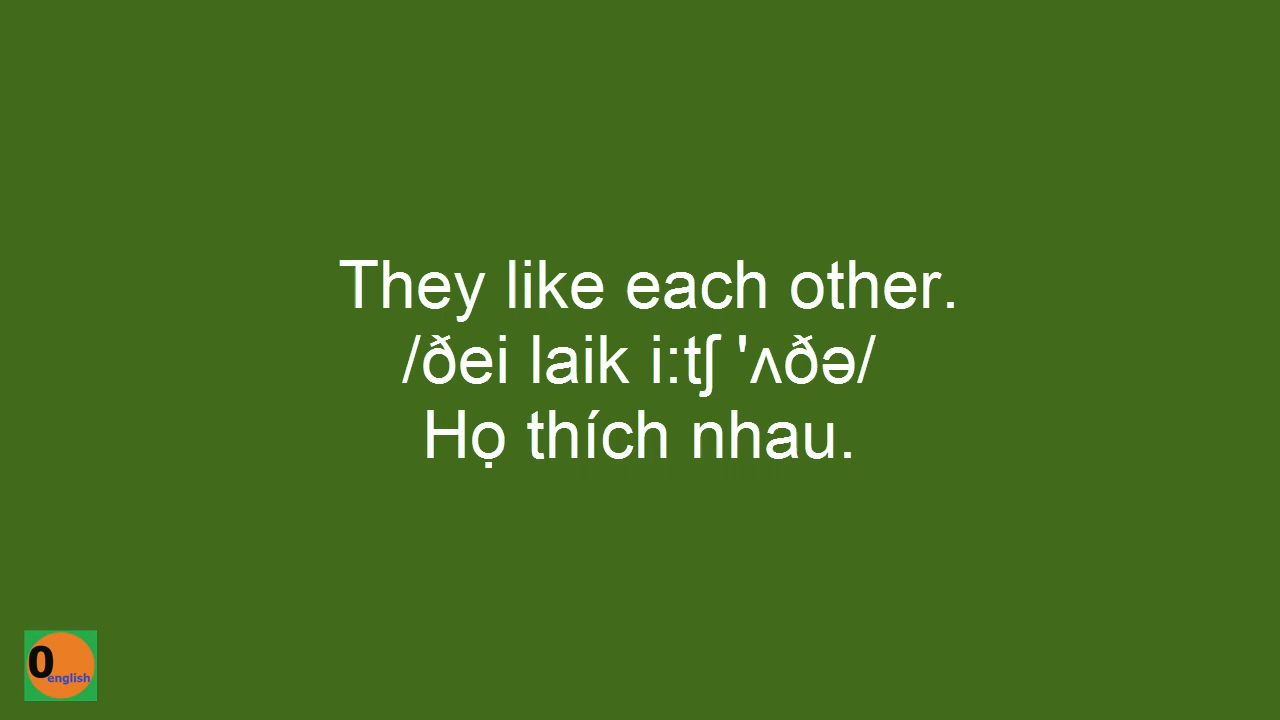 They like each other.
/ðei laik i:tʃ 'ʌðə/
Họ thích nhau.
0
english